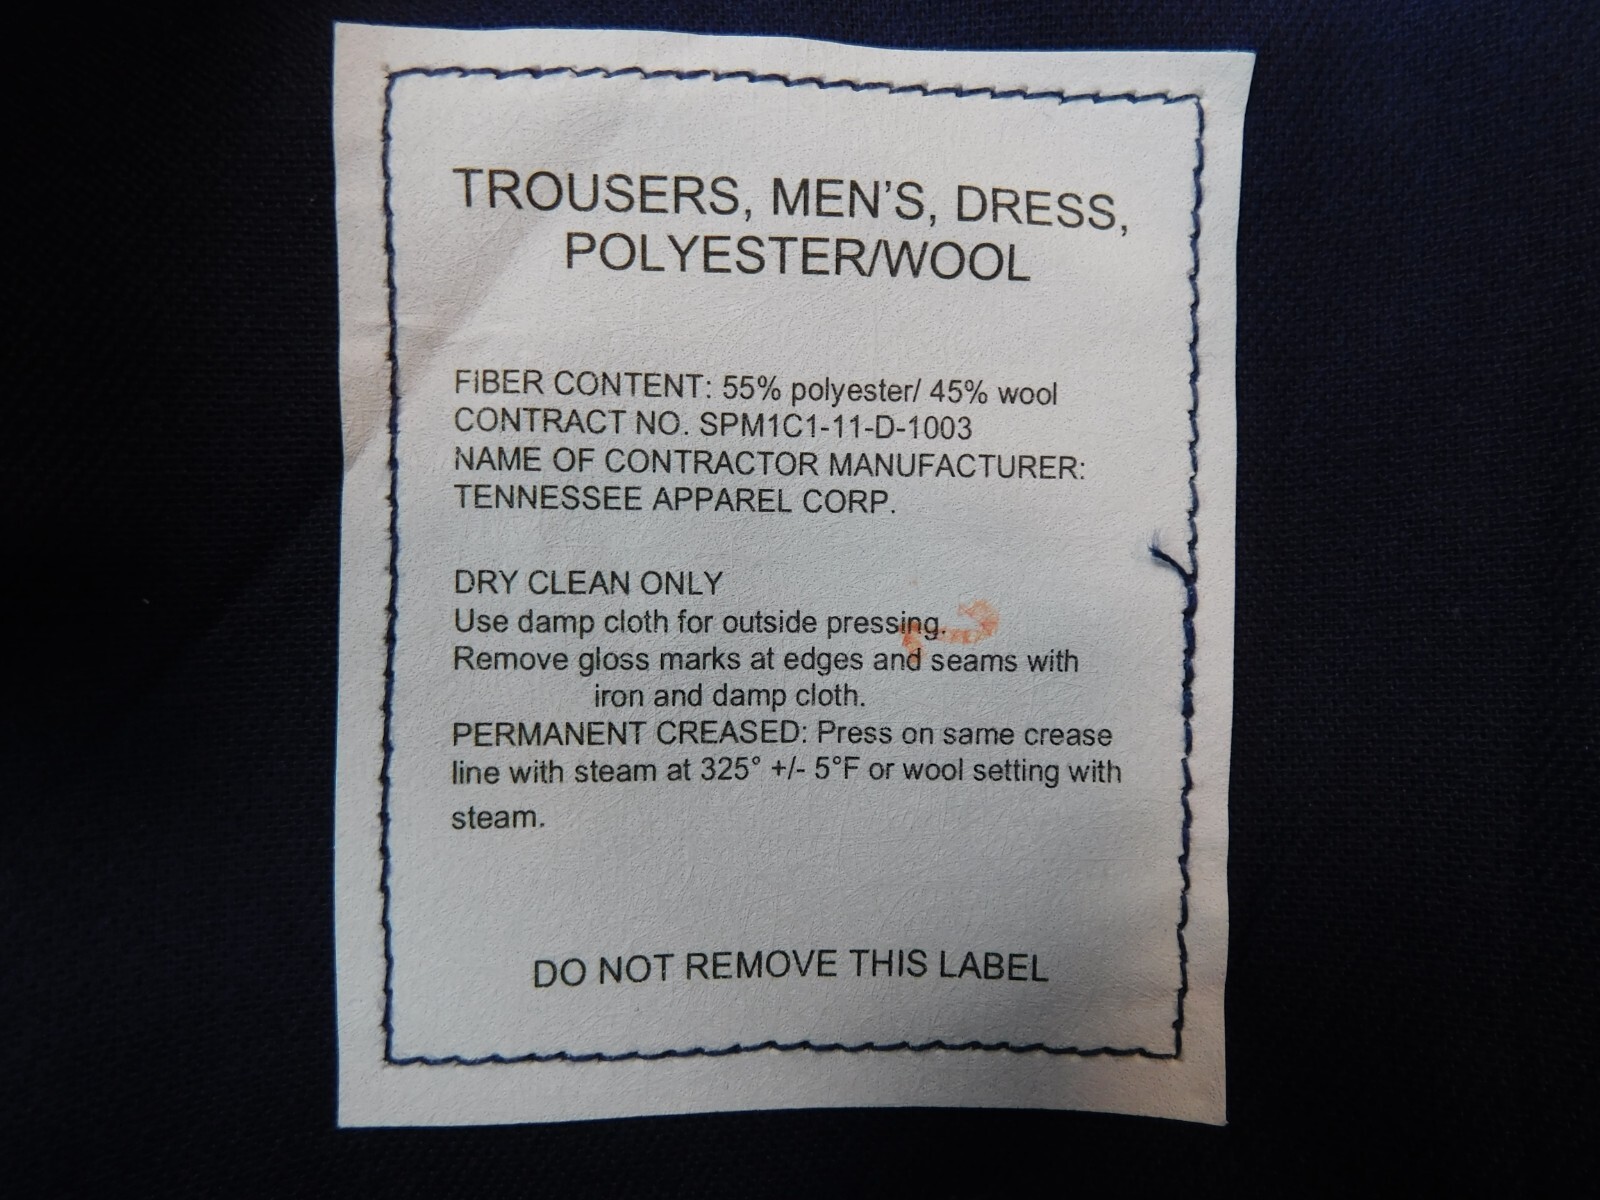 TROUSERS, MEN'S, DRESS,
POLYESTER/WOOL
FIBER CONTENT: 55% polyester/ 45% wool
CONTRACT NO. SPM1C1-11-D-1003
NAME OF CONTRACTOR MANUFACTURER:
TENNESSEE APPAREL CORP.
DRY CLEAN ONLY
Use damp cloth for outside pressing.
Remove gloss marks at edges and seams with
iron and damp cloth.
PERMANENT CREASED: Press on same crease
line with steam at 325° +/- 5°F or wool setting with
steam.
DO NOT REMOVE THIS LABEL